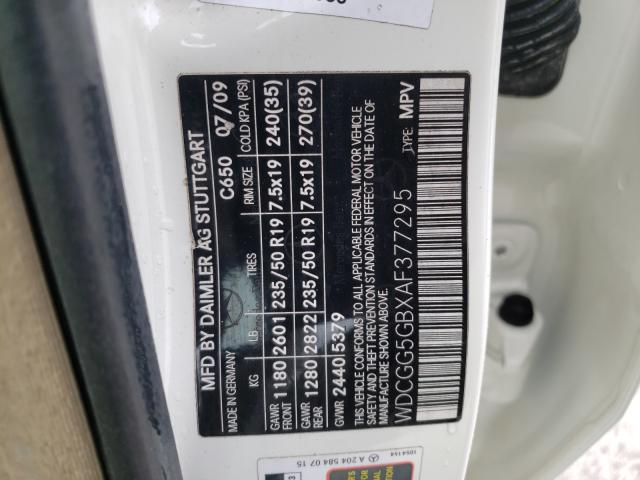 MFD BY DAIMLER AG STUTTGART
MADE IN GERMANY C650 07/09
KG LB TIRES RIM SIZE COLD KPA (PSI)
GAWR FRONT 1180 2601 235/50 R19 7.5x19 240(35)
GAWR REAR 1280 2822 235/50 R19 7.5x19 270(39)
GVWR 2440 5379
THIS VEHICLE CONFORMS TO ALL APPLICABLE FEDERAL MOTOR VEHICLE
SAFETY AND THEFT PREVENTION STANDARDS IN EFFECT ON THE DATE OF
MANUFACTURE SHOWN ABOVE.
WDCGG5GBXAF377295 TYPE: MPV
1054154
A 204 584 07 15